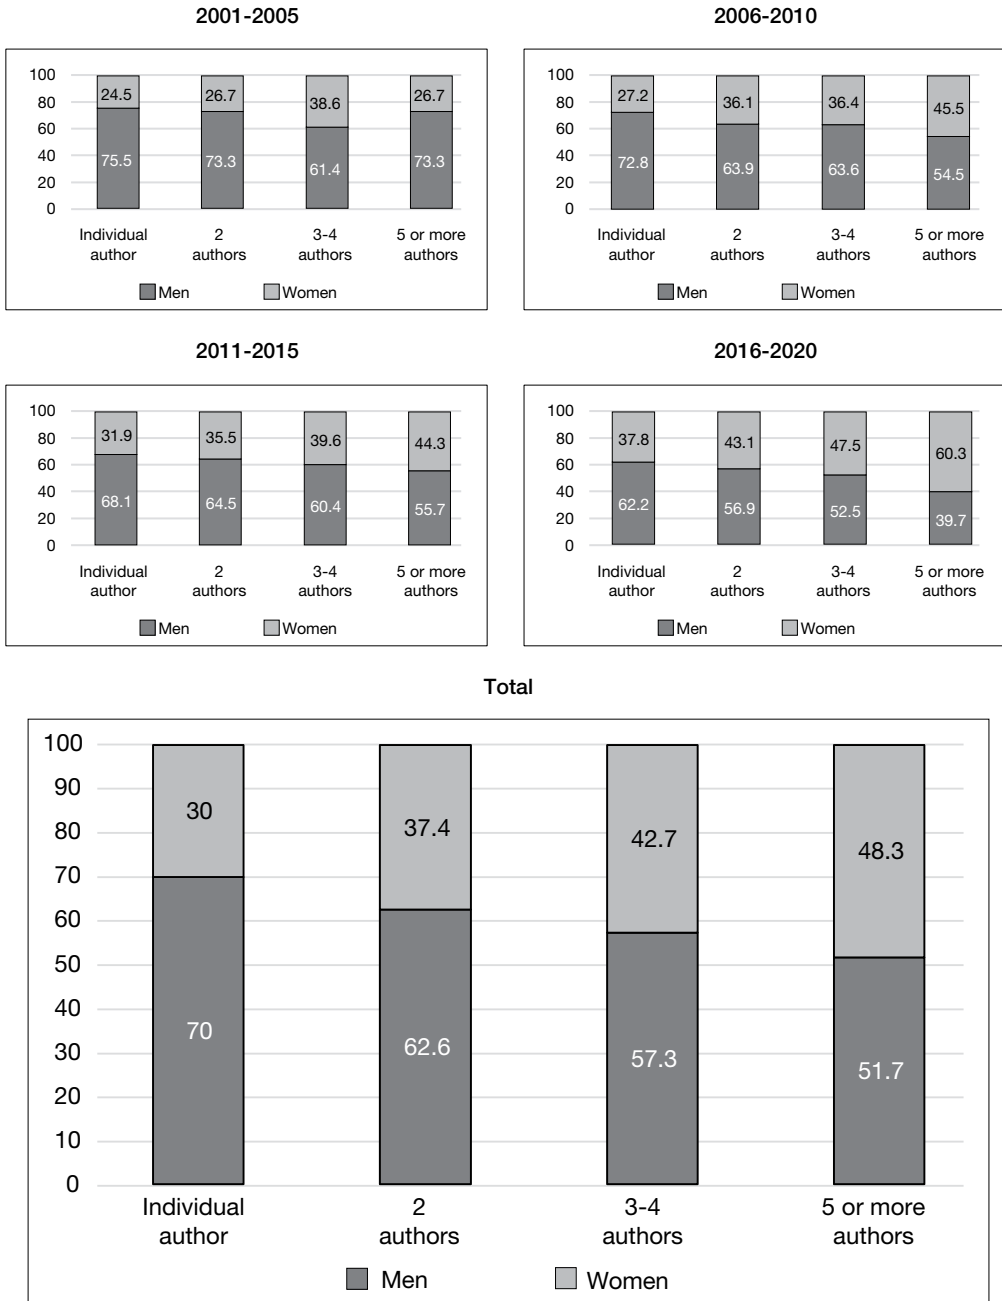 2001-2005
100
80
60
40
20
0
24.5 26.7 38.6 26.7
75.5 73.3 61.4 73.3
Individual author
2 authors
3-4 authors
5 or more authors
Men Women
2006-2010
100
80
60
40
20
0
27.2 36.1 36.4 45.5
72.8 63.9 63.6 54.5
Individual author
2 authors
3-4 authors
5 or more authors
Men Women
2011-2015
100
80
60
40
20
0
31.9 35.5 39.6 44.3
68.1 64.5 60.4 55.7
Individual author
2 authors
3-4 authors
5 or more authors
Men Women
2016-2020
100
80
60
40
20
0
37.8 43.1 47.5 60.3
62.2 56.9 52.5 39.7
Individual author
2 authors
3-4 authors
5 or more authors
Men Women
Total
100
90
80
70
60
50
40
30
20
10
0
30 37.4 42.7 48.3
70 62.6 57.3 51.7
Individual author
2 authors
3-4 authors
5 or more authors
Men Women